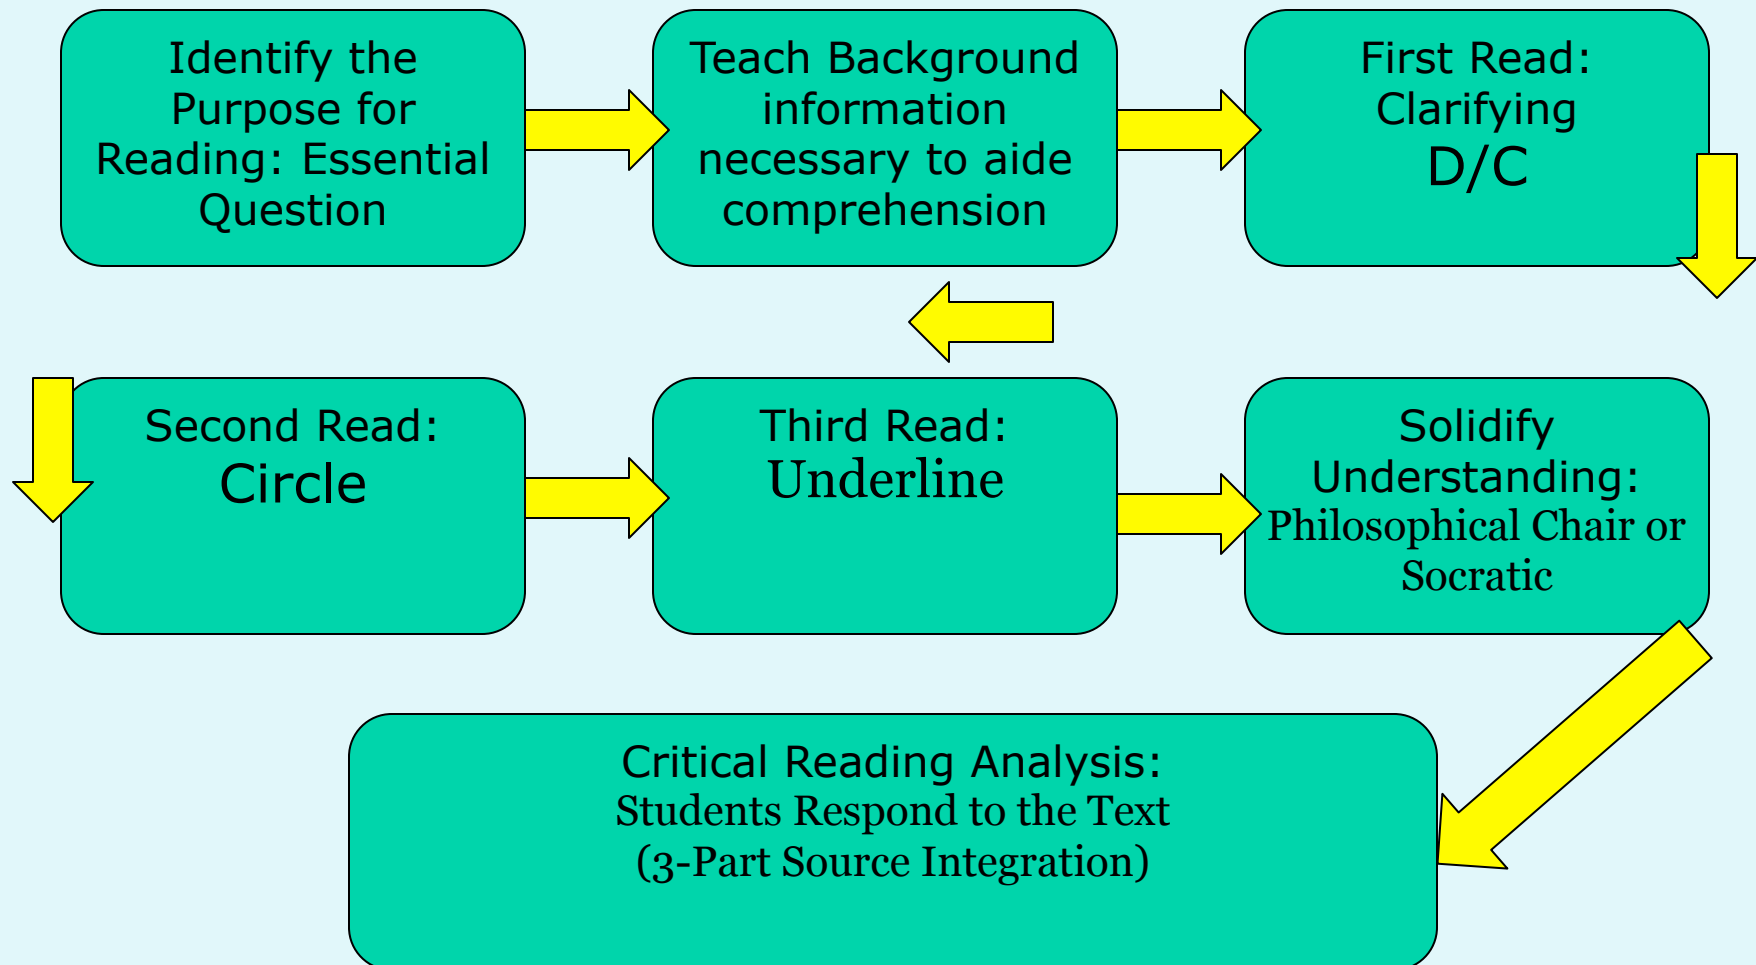 Identify the
Purpose for
Reading: Essential
Question
Teach Background
information
necessary to aide
comprehension
First Read:
Clarifying
D/C
Second Read:
Circle
Third Read:
Underline
Solidify
Understanding:
Philosophical Chair or
Socratic
Critical Reading Analysis:
Students Respond to the Text
(3-Part Source Integration)